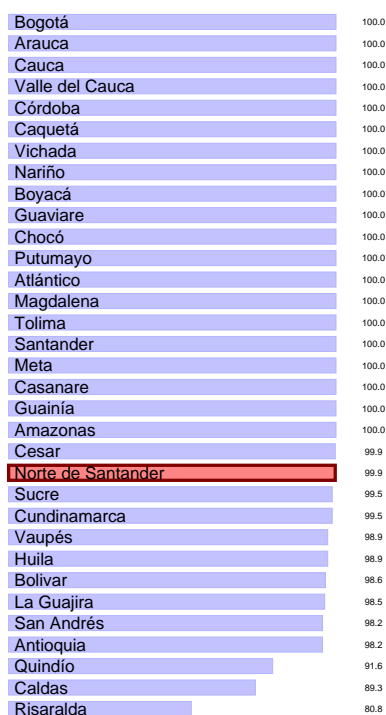 Bogotá 100.0
Arauca 100.0
Cauca 100.0
Valle del Cauca 100.0
Córdoba 100.0
Caquetá 100.0
Vichada 100.0
Nariño 100.0
Boyacá 100.0
Guaviare 100.0
Chocó 100.0
Putumayo 100.0
Atlántico 100.0
Magdalena 100.0
Tolima 100.0
Santander 100.0
Meta 100.0
Casanare 100.0
Guainía 100.0
Amazonas 100.0
Cesar 99.9
Norte de Santander 99.9
Sucre 99.5
Cundinamarca 99.5
Vaupés 98.9
Huila 98.9
Bolivar 98.6
La Guajira 98.5
San Andrés 98.2
Antioquia 98.2
Quindío 91.6
Caldas 89.3
Risaralda 80.8